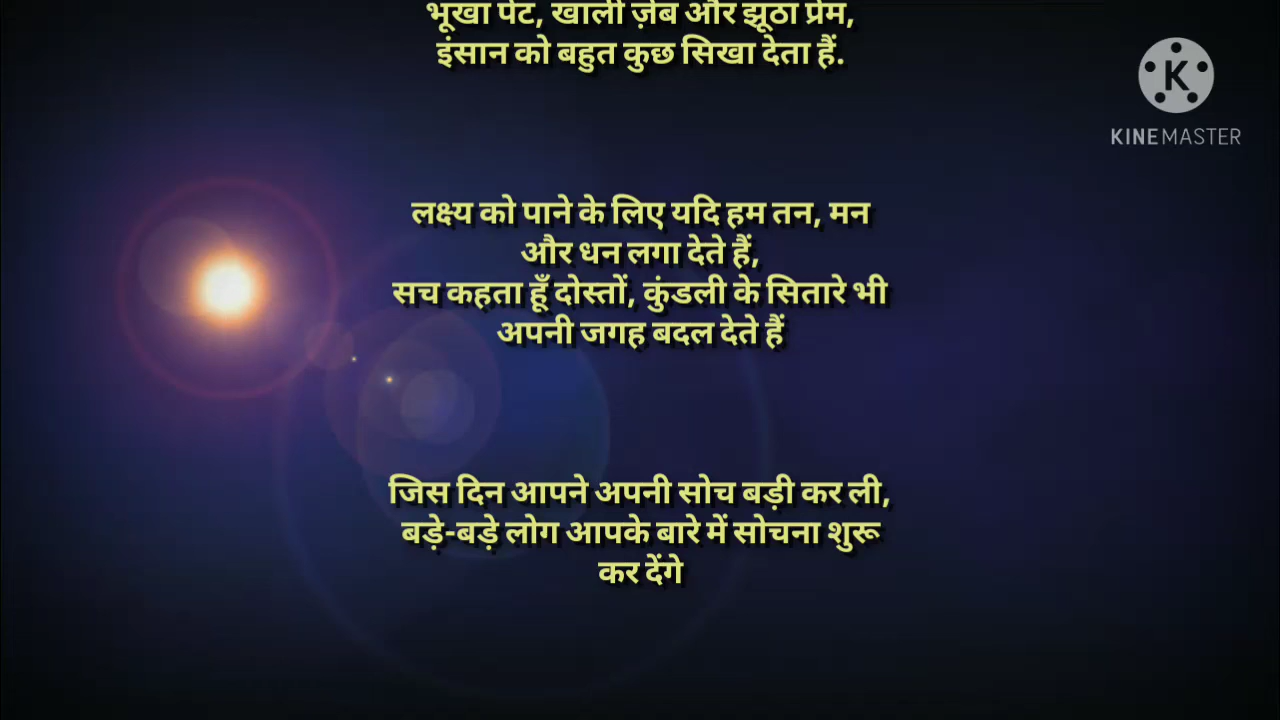 भूखा पेट, खाली ज़ेब और झूठा प्रेम,
इंसान को बहुत कुछ सिखा देता हैं.
KINEMASTER
लक्ष्य को पाने के लिए यदि हम तन, मन
और धन लगा देते हैं,
सच कहता हूँ दोस्तों, कुंडली के सितारे भी
अपनी जगह बदल देते हैं
जिस दिन आपने अपनी सोच बड़ी कर ली,
बड़े-बड़े लोग आपके बारे में सोचना शुरू
कर देंगे